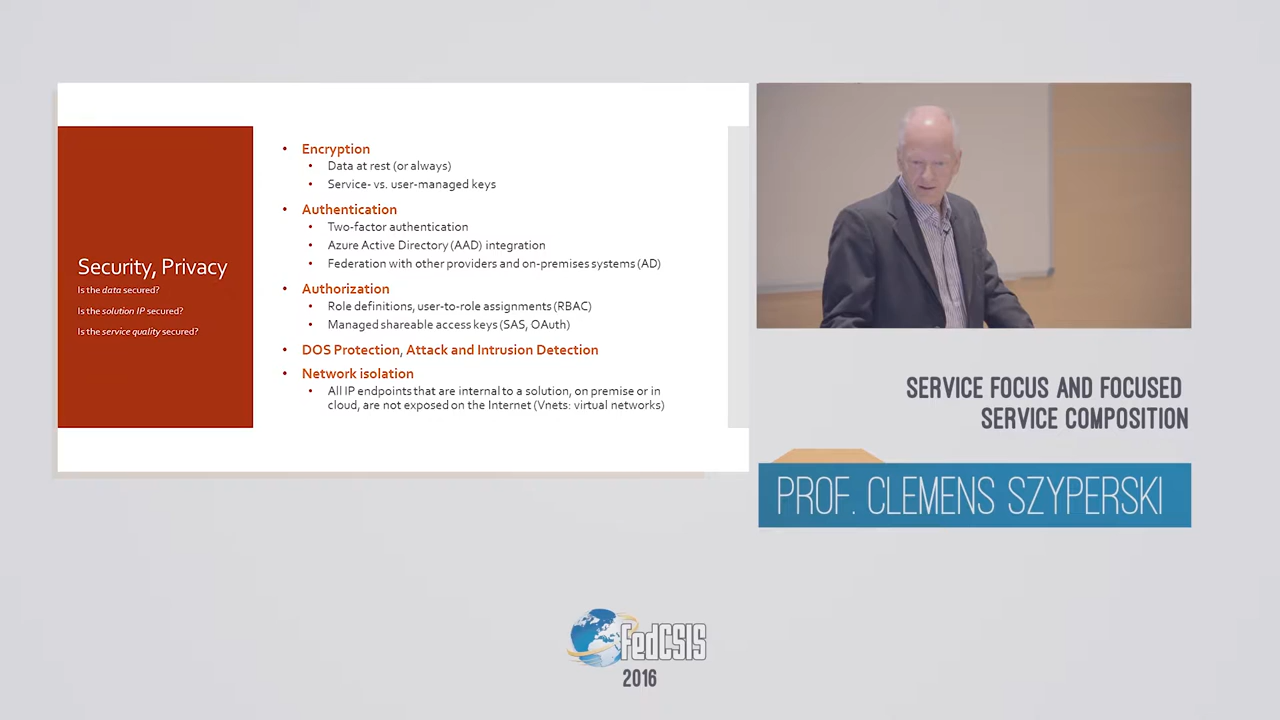 Security, Privacy
Is the data secured?
Is the solution IP secured?
Is the service quality secured?
• Encryption
• Data at rest (or always)
• Service- vs. user-managed keys
• Authentication
• Two-factor authentication
• Azure Active Directory (AAD) integration
• Federation with other providers and on-premises systems (AD)
• Authorization
• Role definitions, user-to-role assignments (RBAC)
• Managed shareable access keys (SAS, OAuth)
• DOS Protection, Attack and Intrusion Detection
• Network isolation
• All IP endpoints that are internal to a solution, on premise or in
cloud, are not exposed on the Internet (Vnets: virtual networks)
SERVICE FOCUS AND FOCUSED
SERVICE COMPOSITION
PROF. CLEMENS SZYPERSKI
FedCSIS
2016